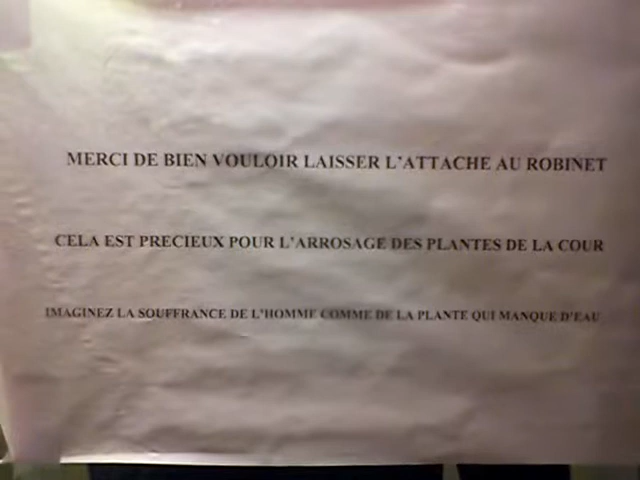 MERCI DE BIEN VOULOIR LAISSER L'ATTACHE AU ROBINET
CELA EST PRECIEUX POUR L'ARROSAGE DES PLANTES DE LA COUR
IMAGINEZ LA SOUFFRANCE DE L'HOMME COMME DE LA PLANTE QUI MANQUE D'EAU